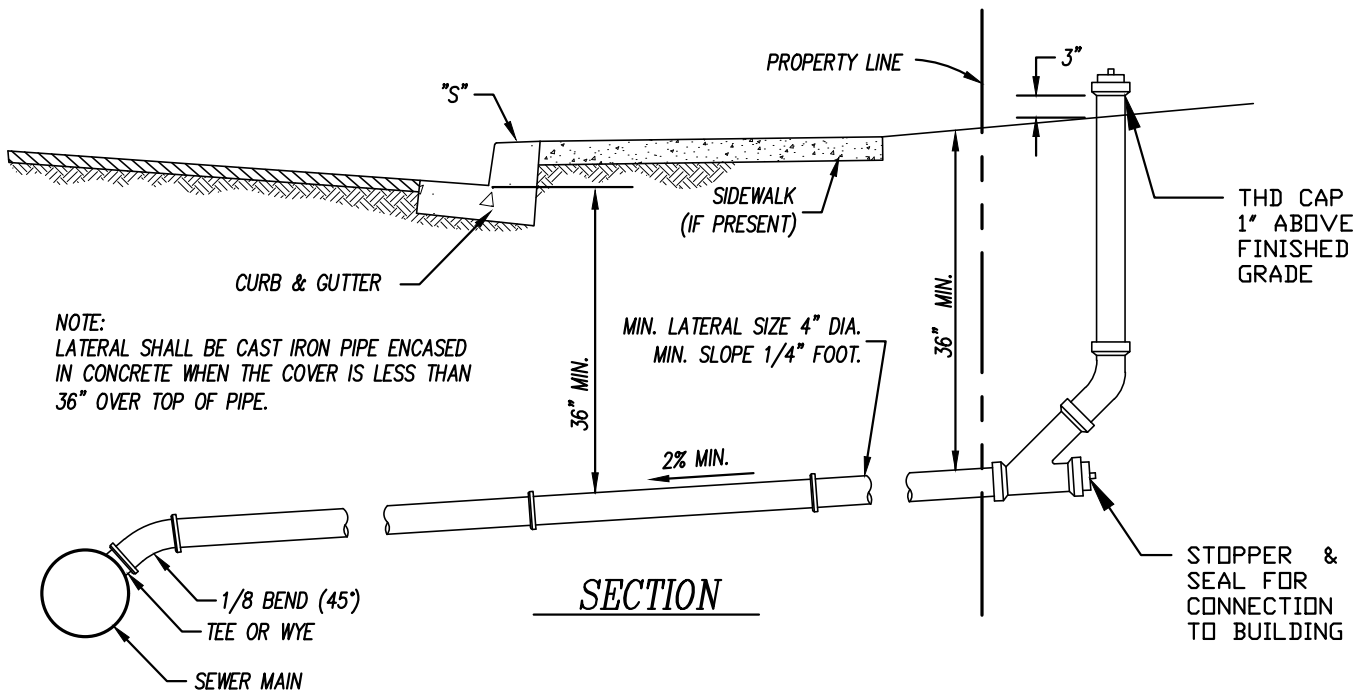 PROPERTY LINE
3"
"S"
SIDEWALK
(IF PRESENT)
THD CAP
1" ABOVE
FINISHED
GRADE
CURB & GUTTER
NOTE:
LATERAL SHALL BE CAST IRON PIPE ENCASED
IN CONCRETE WHEN THE COVER IS LESS THAN
36" OVER TOP OF PIPE.
MIN. LATERAL SIZE 4" DIA.
MIN. SLOPE 1/4" FOOT.
36" MIN.
36" MIN.
2% MIN.
1/8 BEND (45°)
TEE OR WYE
SEWER MAIN
SECTION
STOPPER &
SEAL FOR
CONNECTION
TO BUILDING